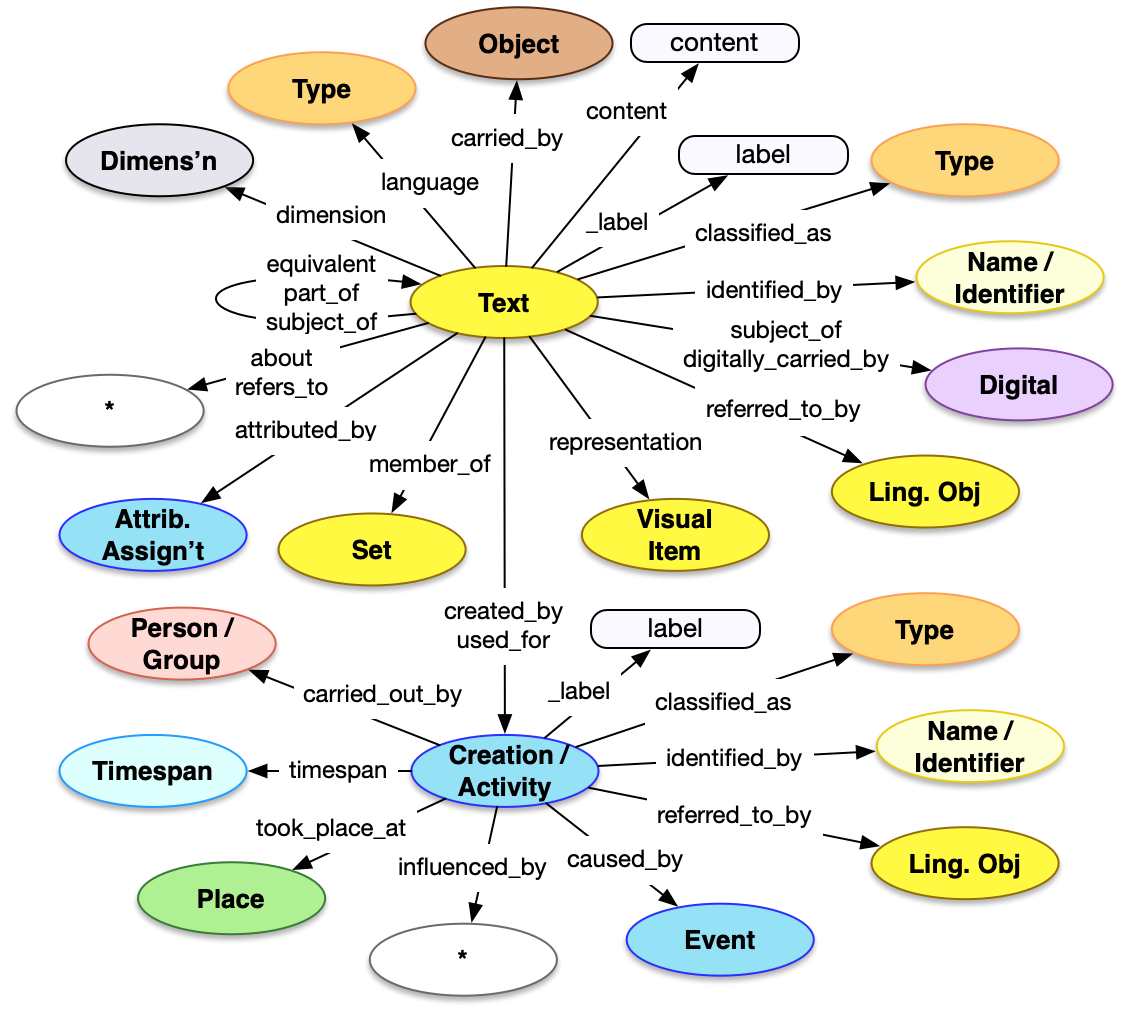 Object
content
Type
content
carried_by
label
Type
Dimens’n
language
dimension
_label
classified_as
equivalent
part_of
subject_of
Text
identified_by
Name /
Identifier
subject_of
digitally_carried_by
about
refers_to
Digital
*
attributed_by
referred_to_by
member_of
representation
Ling. Obj
Attrib.
Assign’t
Set
Visual
Item
created_by
used_for
label
Type
Person /
Group
carried_out_by
_label
classified_as
Timespan
timespan
Creation /
Activity
identified_by
Name /
Identifier
took_place_at
referred_to_by
influenced_by
caused_by
Ling. Obj
Place
Event
*